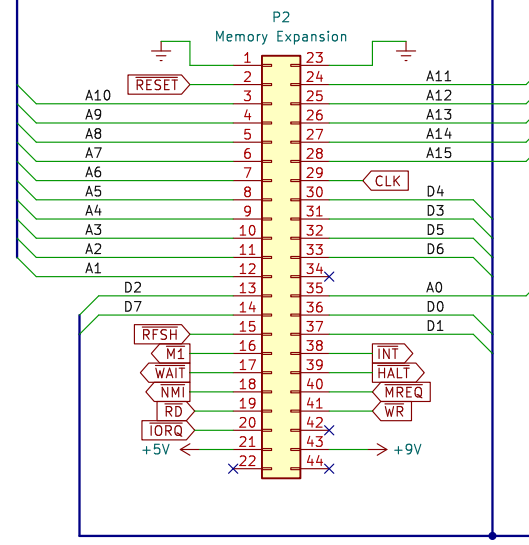 P2
Memory Expansion
1 23
RESET 2 24 A11
A10 3 25 A12
A9 4 26 A13
A8 5 27 A14
A7 6 28 A15
A6 7 29 CLK
A5 8 30 D4
A4 9 31 D3
A3 10 32 D5
A2 11 33 D6
A1 12 34
D2 13 35 A0
D7 14 36 D0
RFSH 15 37 D1
M1 16 38 INT
WAIT 17 39 HALT
NMI 18 40 MREQ
RD 19 41 WR
IORQ 20 42
+5V 21 43 +9V
22 44